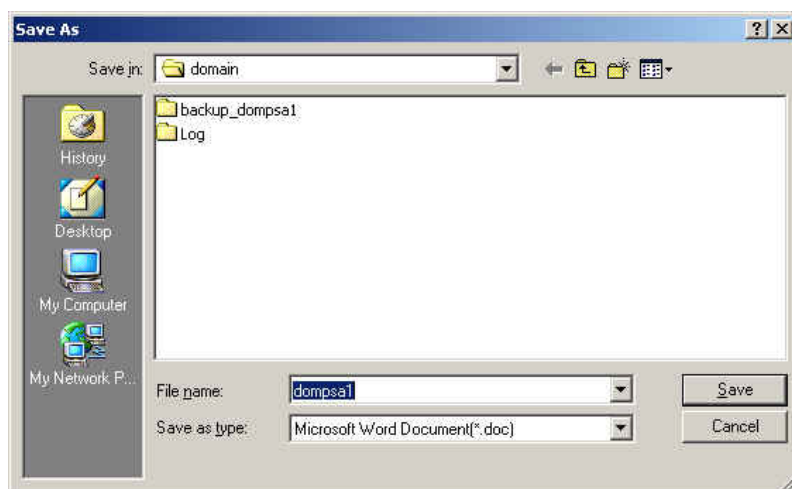 Save As
Save in:
domain
backup_dompsa1
Log
History
Desktop
My Computer
My Network P...
File name:
dompsa1
Save
Save as type:
Microsoft Word Document(*.doc)
Cancel